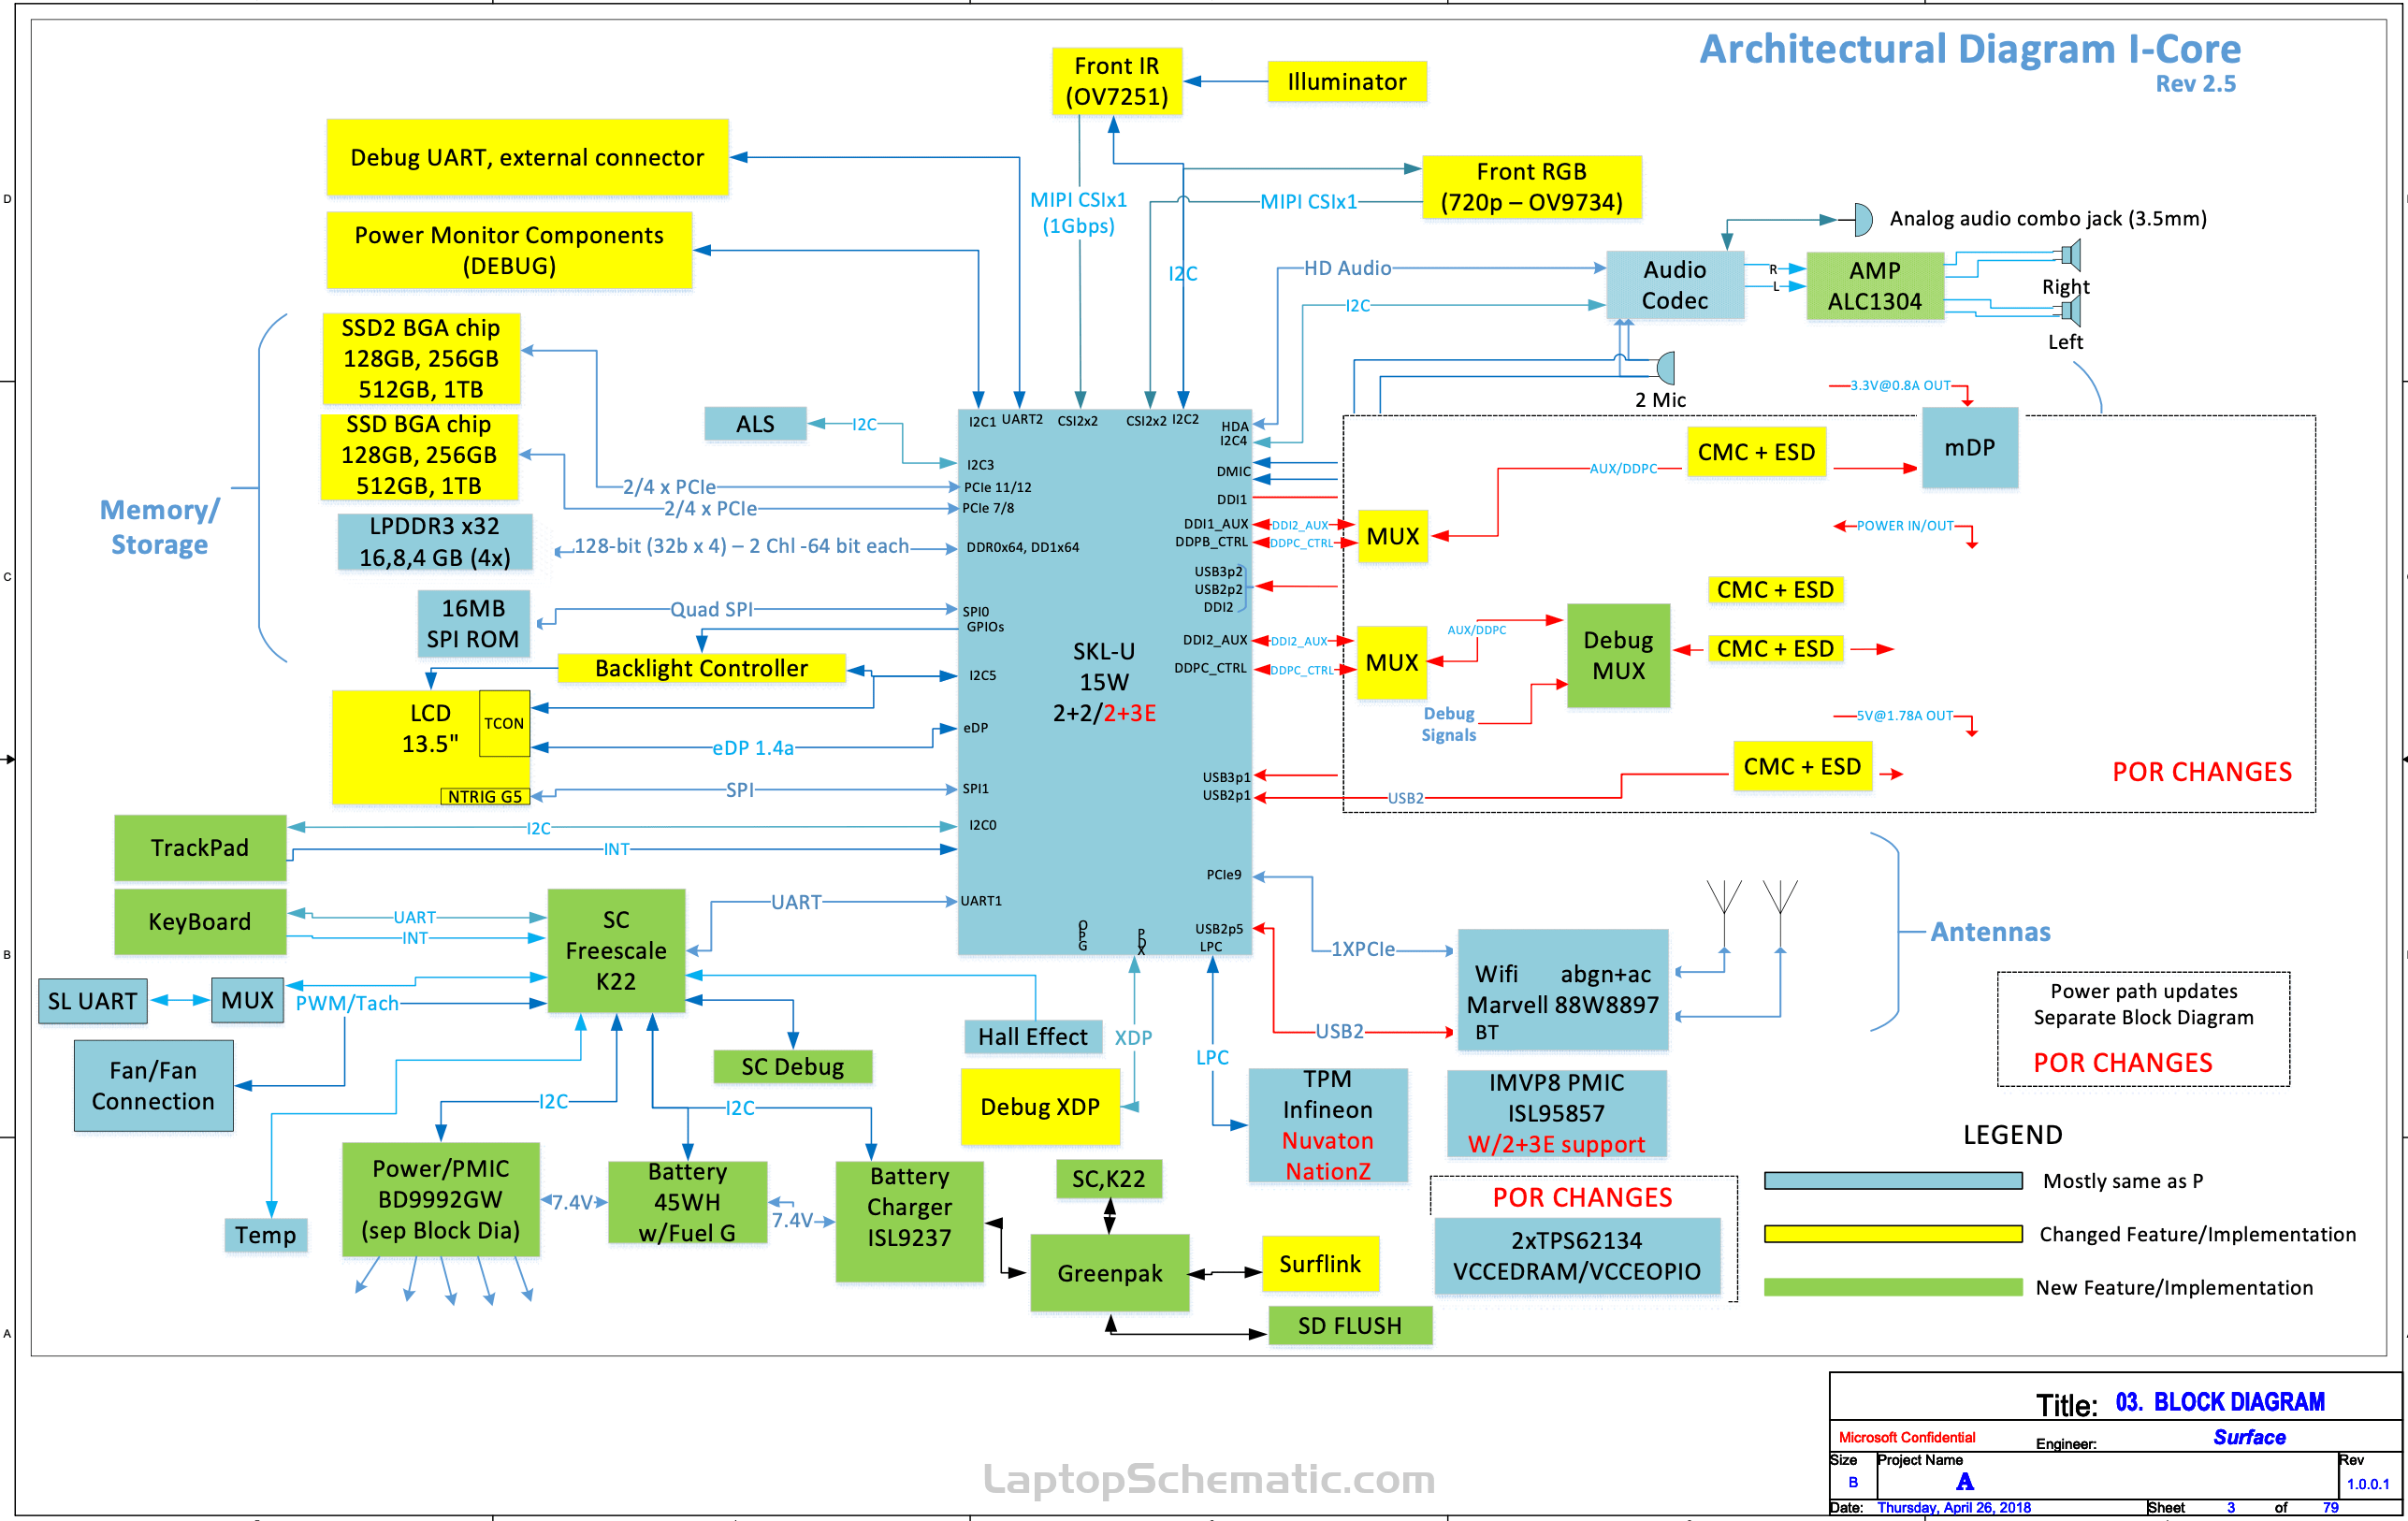 Architectural Diagram I-Core
Rev 2.5
Front IR
(OV7251)
Illuminator
Debug UART, external connector
Front RGB
(720p – OV9734)
MIPI CSIx1
(1Gbps)
MIPI CSIx1
I2C
Power Monitor Components
(DEBUG)
Analog audio combo jack (3.5mm)
HD Audio
I2C
Audio
Codec
R
L
AMP
ALC1304
Right
Left
2 Mic
SSD2 BGA chip
128GB, 256GB
512GB, 1TB
SSD BGA chip
128GB, 256GB
512GB, 1TB
Memory/
Storage
LPDDR3 x32
16,8,4 GB (4x)
16MB
SPI ROM
ALS
I2C
2/4 x PCIe
2/4 x PCIe
128-bit (32b x 4) – 2 Chl -64 bit each
Quad SPI
Backlight Controller
LCD
13.5"
TCON
NTRIG G5
eDP 1.4a
SPI
I2C1
UART2
CSI2x2
CSI2x2
I2C2
HDA
I2C4
I2C3
DMIC
PCIe 11/12
PCIe 7/8
DDI1
DDI1_AUX
DDPB_CTRL
DDR0x64, DD1x64
USB3p2
USB2p2
DDI2
SPI0
GPIOs
DDI2_AUX
DDPC_CTRL
I2C5
SKL-U
15W
2+2/2+3E
eDP
USB3p1
USB2p1
SPI1
I2C0
PCIe9
UART1
USB2p5
LPC
OPG
PDX
3.3V@0.8A OUT
mDP
CMC + ESD
AUX/DDPC
DDI2_AUX
DDPC_CTRL
MUX
POWER IN/OUT
CMC + ESD
CMC + ESD
DDI2_AUX
DDPC_CTRL
MUX
AUX/DDPC
Debug
MUX
Debug
Signals
5V@1.78A OUT
CMC + ESD
USB2
POR CHANGES
TrackPad
I2C
INT
KeyBoard
UART
INT
SC
Freescale
K22
UART
SL UART
MUX
PWM/Tach
Fan/Fan
Connection
Temp
Hall Effect
SC Debug
XDP
Debug XDP
LPC
I2C
I2C
1XPCIe
USB2
Wifi abgn+ac
Marvell 88W8897
BT
Antennas
Power path updates
Separate Block Diagram
POR CHANGES
TPM
Infineon
Nuvaton
NationZ
IMVP8 PMIC
ISL95857
W/2+3E support
POR CHANGES
2xTPS62134
VCCEDRAM/VCCEOPIO
Power/PMIC
BD9992GW
(sep Block Dia)
7.4V
Battery
45WH
w/Fuel G
7.4V
Battery
Charger
ISL9237
SC,K22
Greenpak
Surflink
SD FLUSH
LEGEND
Mostly same as P
Changed Feature/Implementation
New Feature/Implementation
D
C
B
A
Title: 03. BLOCK DIAGRAM
Microsoft Confidential
Engineer: Surface
Size
B
Project Name
A
Rev
1.0.0.1
Date: Thursday, April 26, 2018
Sheet 3 of 79
LaptopSchematic.com